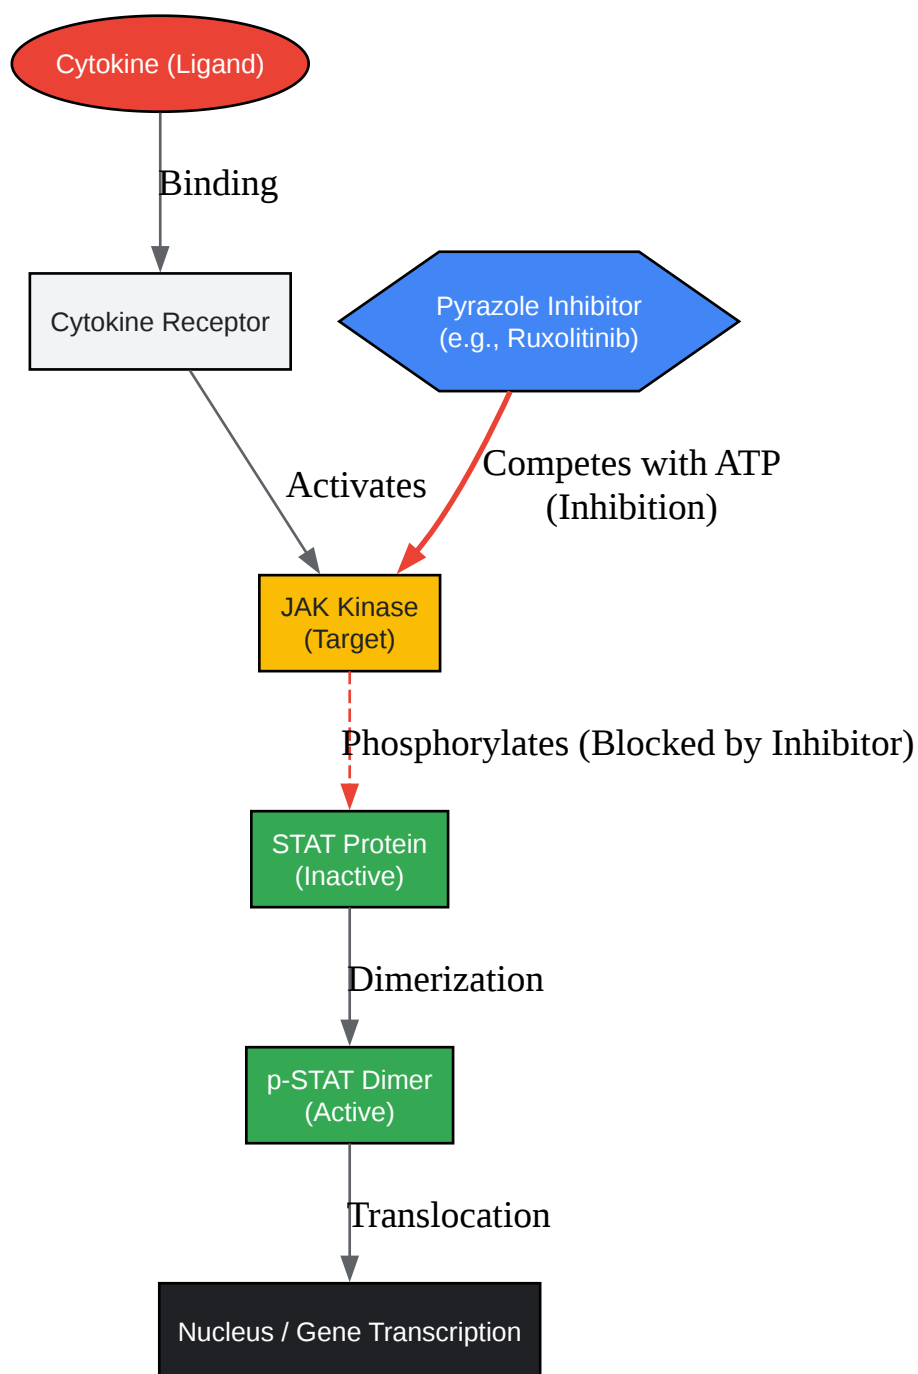 Cytokine (Ligand)
Binding
Cytokine Receptor
Pyrazole Inhibitor
(e.g., Ruxolitinib)
Activates
Competes with ATP
(Inhibition)
JAK Kinase
(Target)
Phosphorylates (Blocked by Inhibitor)
STAT Protein
(Inactive)
Dimerization
p-STAT Dimer
(Active)
Translocation
Nucleus / Gene Transcription